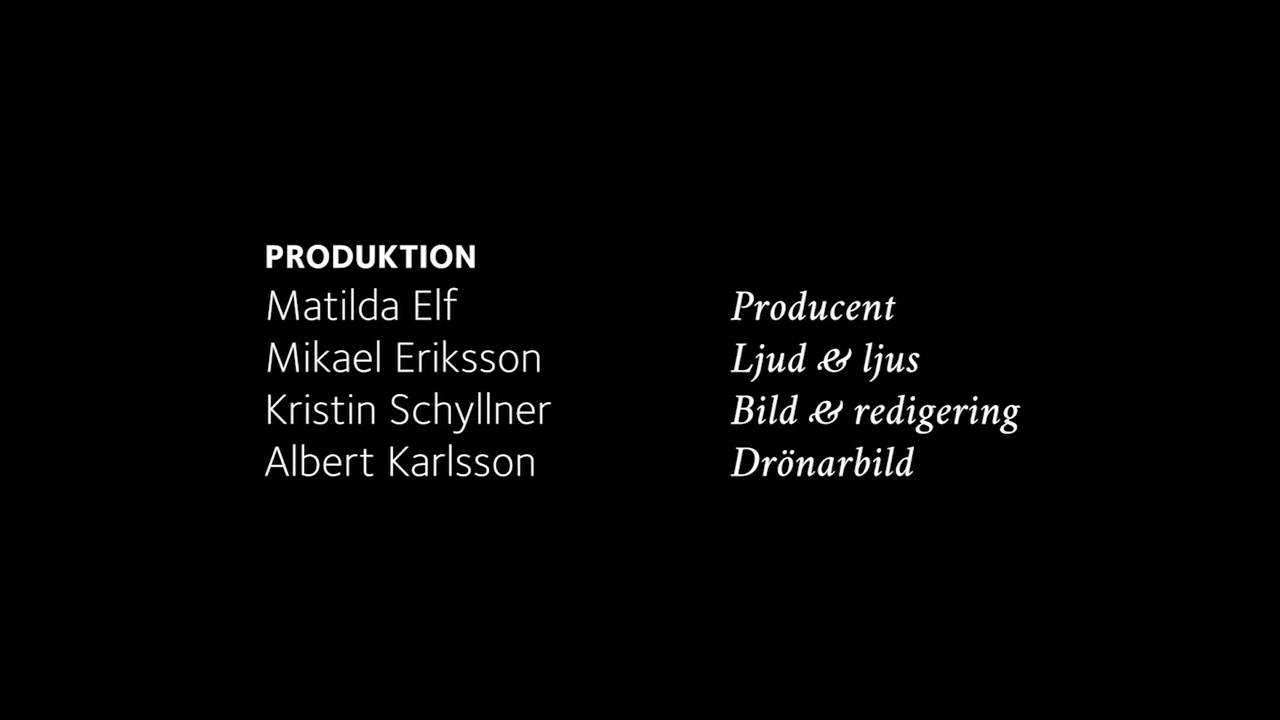 PRODUKTION
Matilda Elf Producent
Mikael Eriksson Ljud & ljus
Kristin Schyllner Bild & redigering
Albert Karlsson Drönarbild